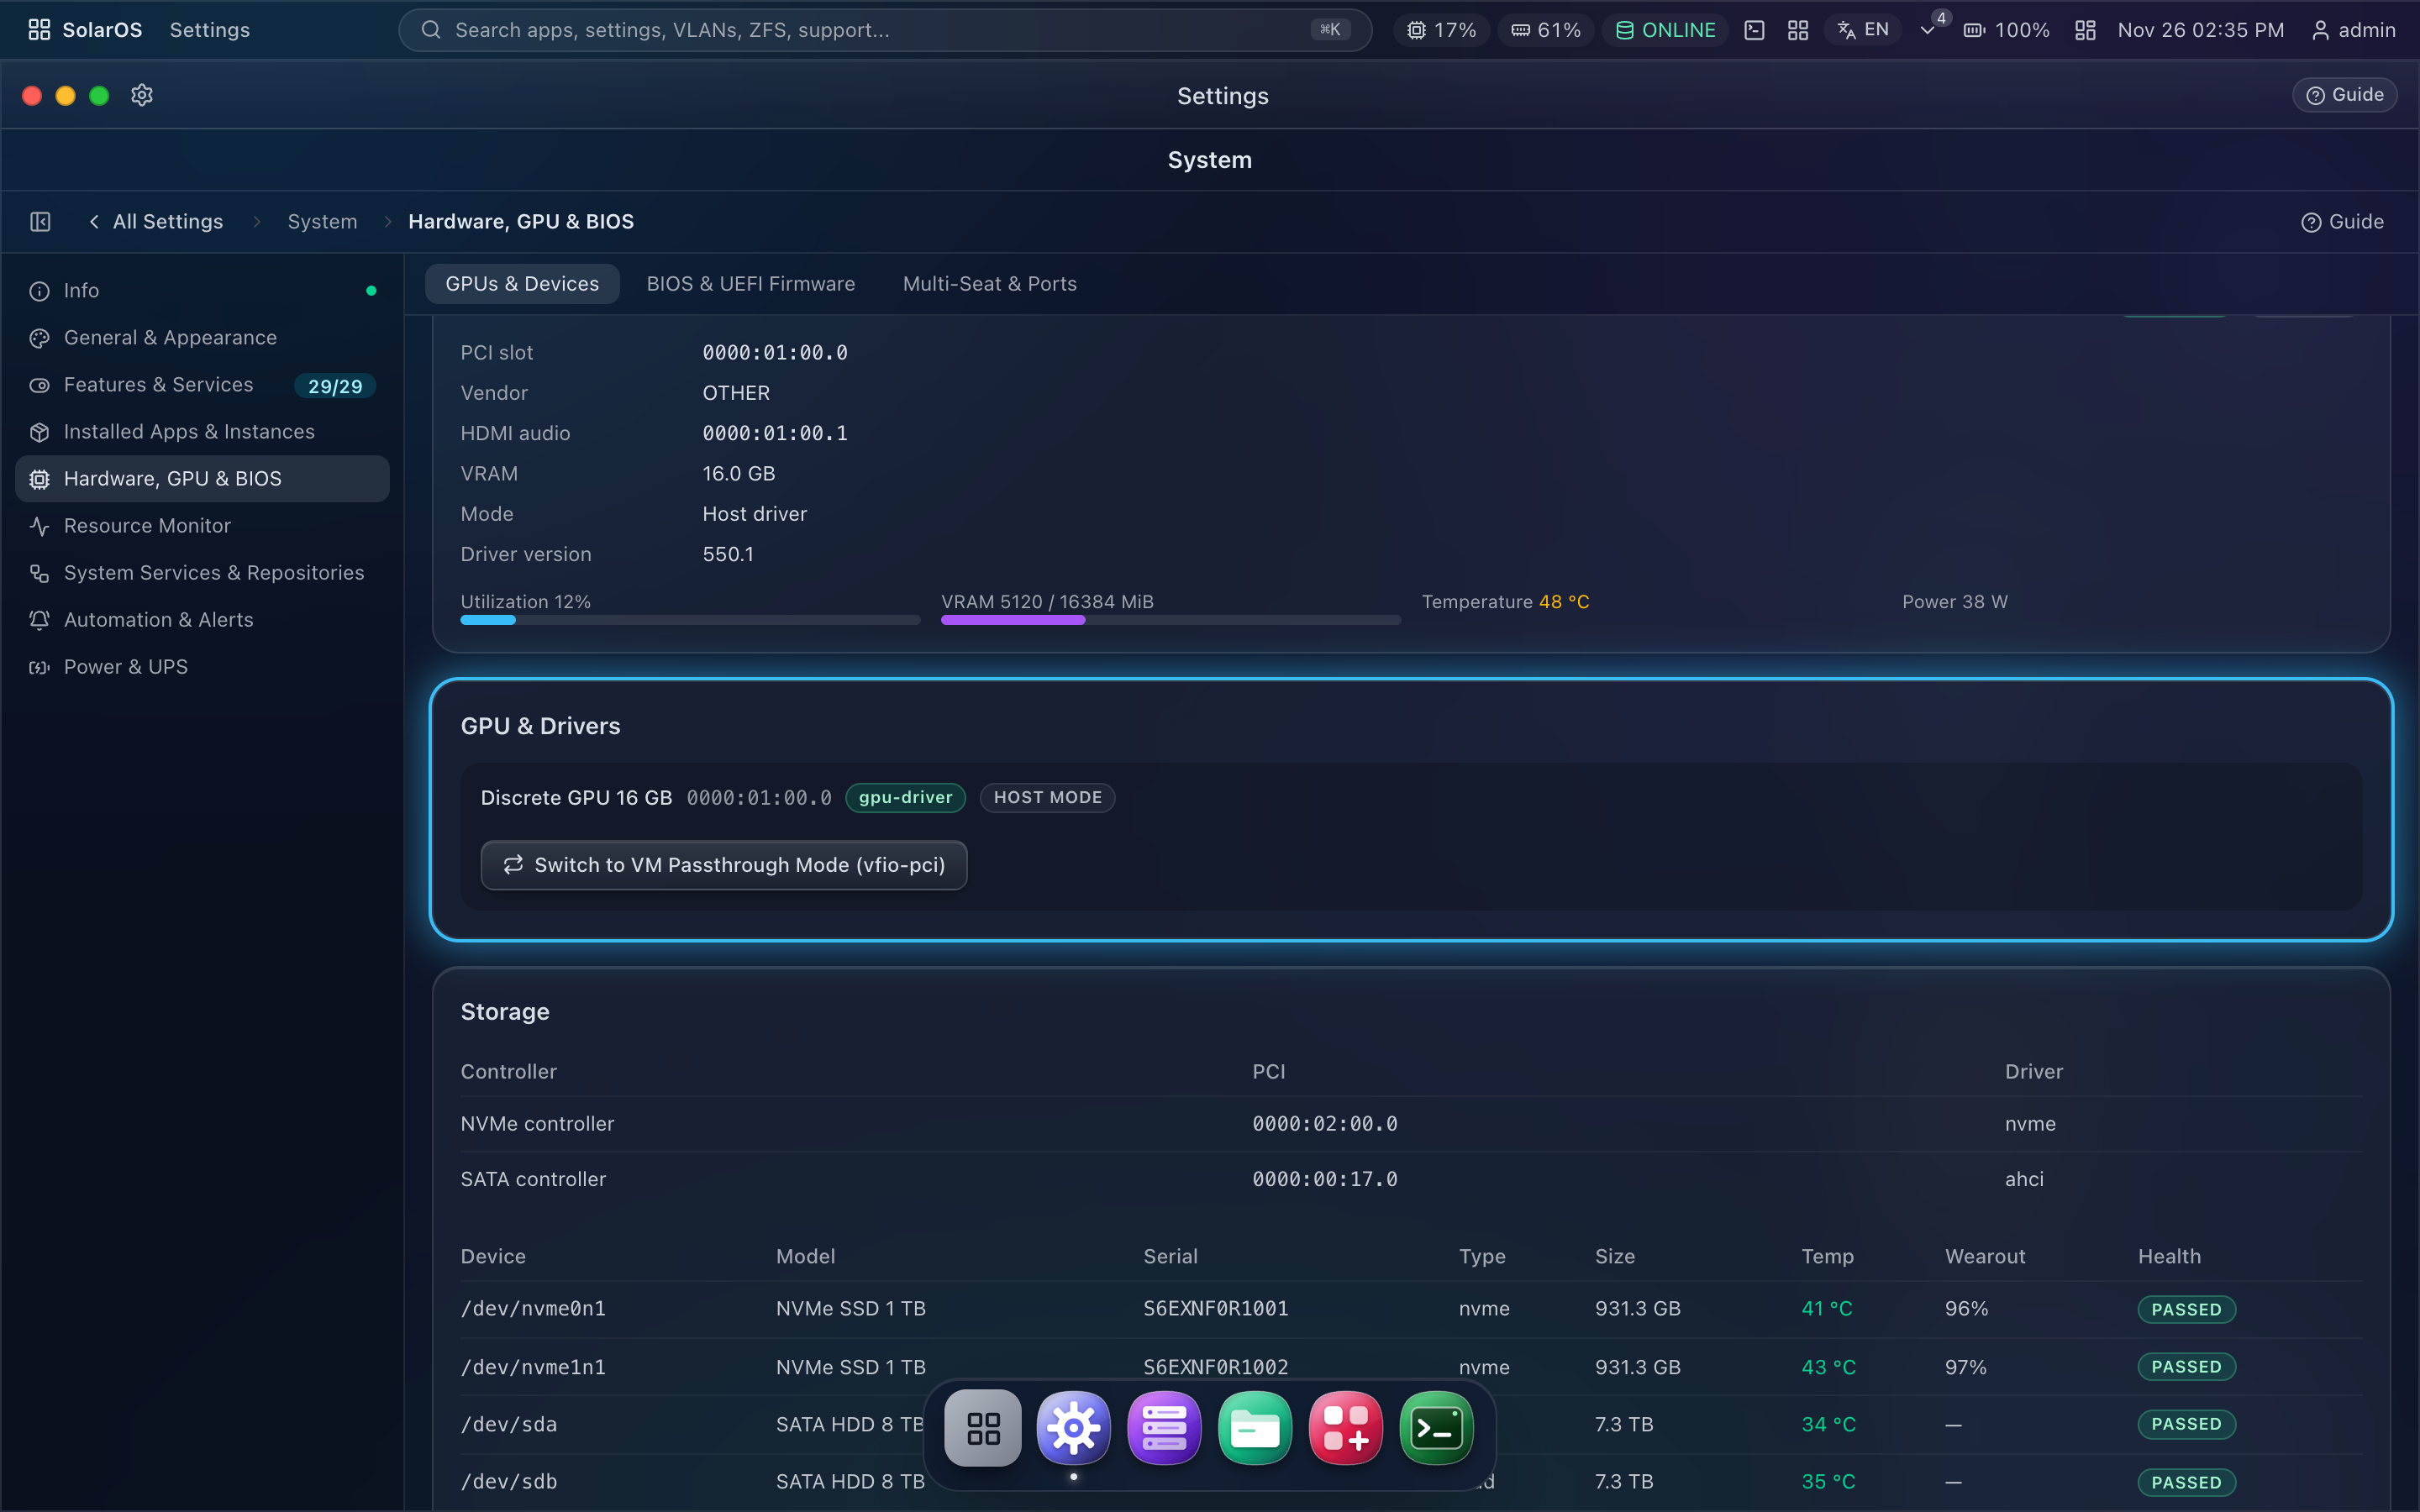 SolarOS Settings Search apps, settings, VLANs, ZFS, support... ⌘K 17% 61% ONLINE EN 4 100% Nov 26 02:35 PM admin
Settings Guide
System
All Settings System Hardware, GPU & BIOS Guide
Info
General & Appearance
Features & Services 29/29
Installed Apps & Instances
Hardware, GPU & BIOS
Resource Monitor
System Services & Repositories
Automation & Alerts
Power & UPS
GPUs & Devices BIOS & UEFI Firmware Multi-Seat & Ports
PCI slot 0000:01:00.0
Vendor OTHER
HDMI audio 0000:01:00.1
VRAM 16.0 GB
Mode Host driver
Driver version 550.1
Utilization 12% VRAM 5120 / 16384 MiB Temperature 48 °C Power 38 W
GPU & Drivers
Discrete GPU 16 GB 0000:01:00.0 gpu-driver HOST MODE
Switch to VM Passthrough Mode (vfio-pci)
Storage
Controller PCI Driver
NVMe controller 0000:02:00.0 nvme
SATA controller 0000:00:17.0 ahci
Device Model Serial Type Size Temp Wearout Health
/dev/nvme0n1 NVMe SSD 1 TB S6EXNF0R1001 nvme 931.3 GB 41 °C 96% PASSED
/dev/nvme1n1 NVMe SSD 1 TB S6EXNF0R1002 nvme 931.3 GB 43 °C 97% PASSED
/dev/sda SATA HDD 8 TB 7.3 TB 34 °C — PASSED
/dev/sdb SATA HDD 8 TB 7.3 TB 35 °C — PASSED